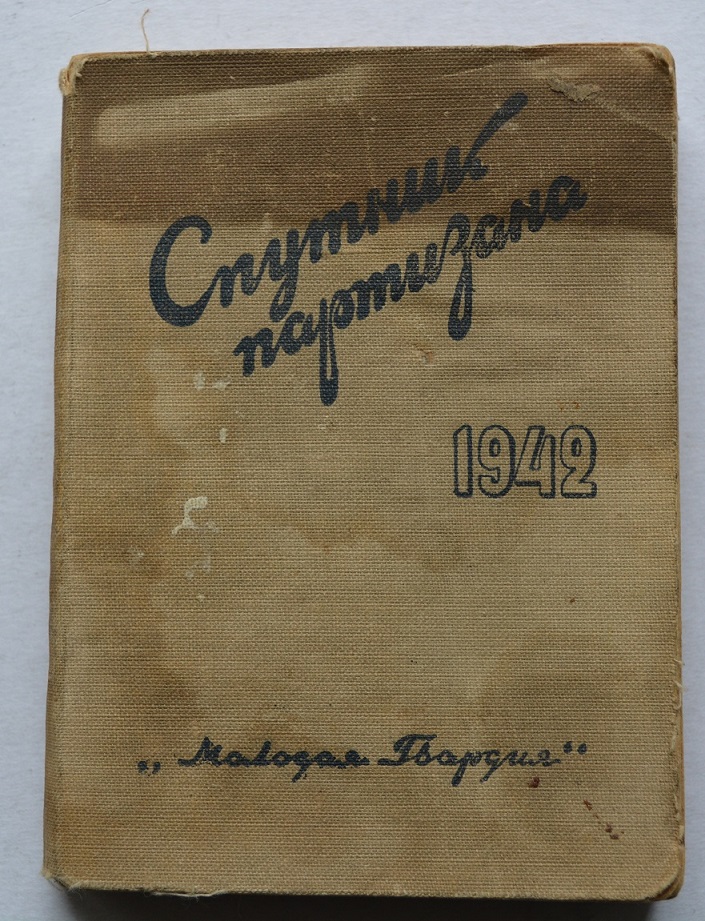 Спутник
партизана
1942
„Молодая Гвардия“